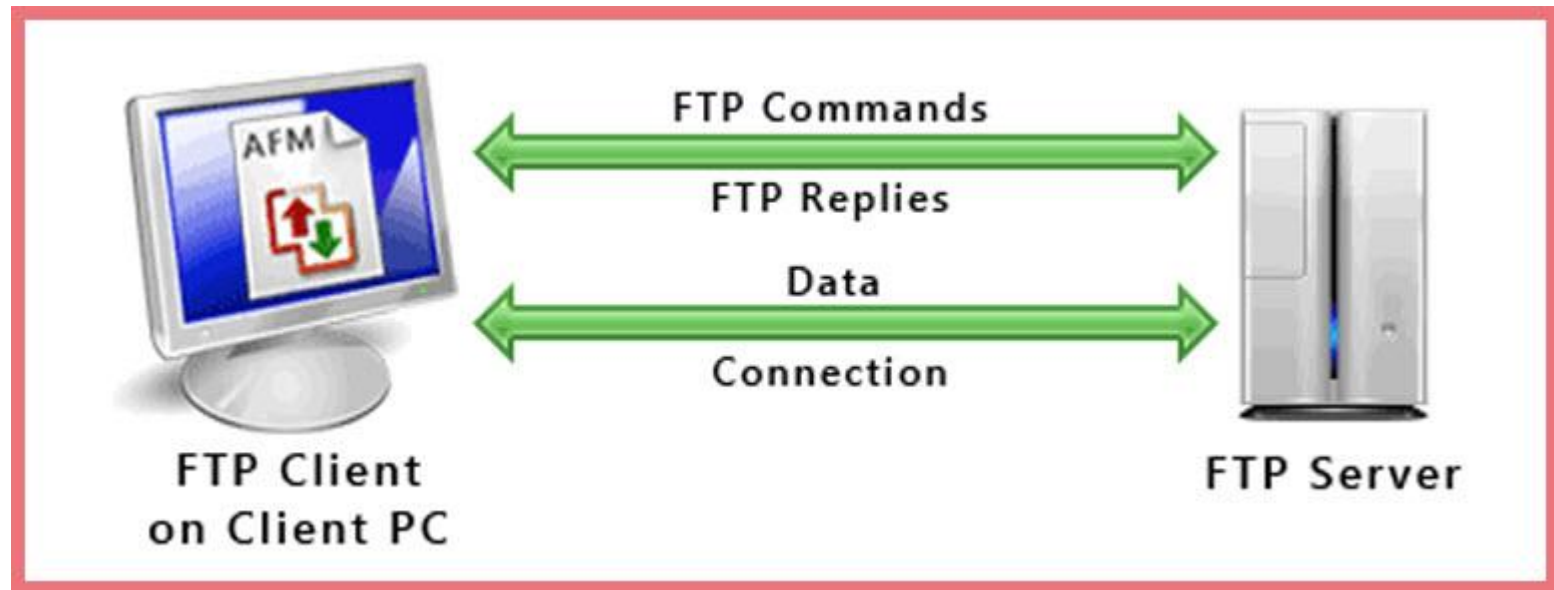 FTP Commands
AFM
FTP Replies
Data
Connection
FTP Client
on Client PC
FTP Server